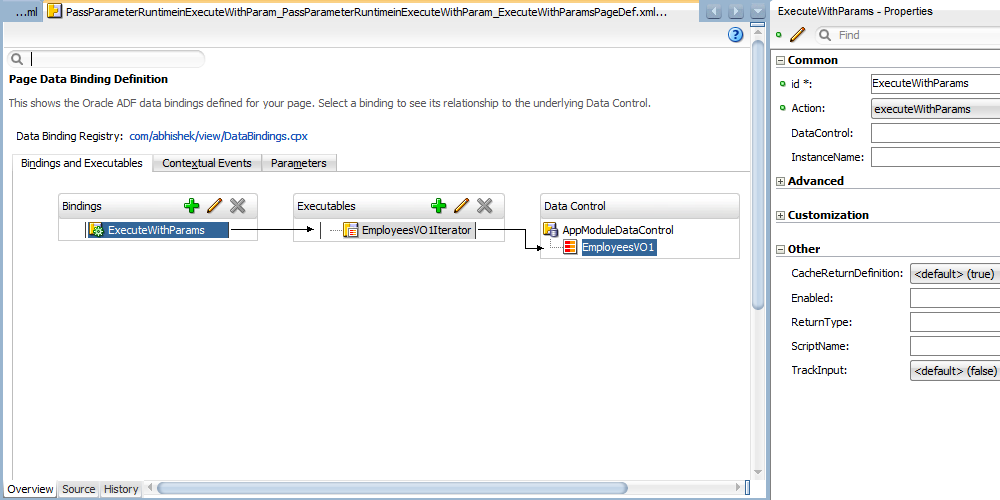 ...ml
PassParameterRuntimeinExecuteWithParam_PassParameterRuntimeinExecuteWithParam_ExecuteWithParamsPageDef.xml...
Page Data Binding Definition
This shows the Oracle ADF data bindings defined for your page. Select a binding to see its relationship to the underlying Data Control.
Data Binding Registry: com/abhishek/view/DataBindings.cpx
Bindings and Executables Contextual Events Parameters
Bindings Executables Data Control
ExecuteWithParams EmployeesVO1Iterator AppModuleDataControl
EmployeesVO1
Overview Source History
ExecuteWithParams - Properties
Find
Common
id *: ExecuteWithParams
Action: executeWithParams
DataControl:
InstanceName:
Advanced
Customization
Other
CacheReturnDefinition: <default> (true)
Enabled:
ReturnType:
ScriptName:
TrackInput: <default> (false)